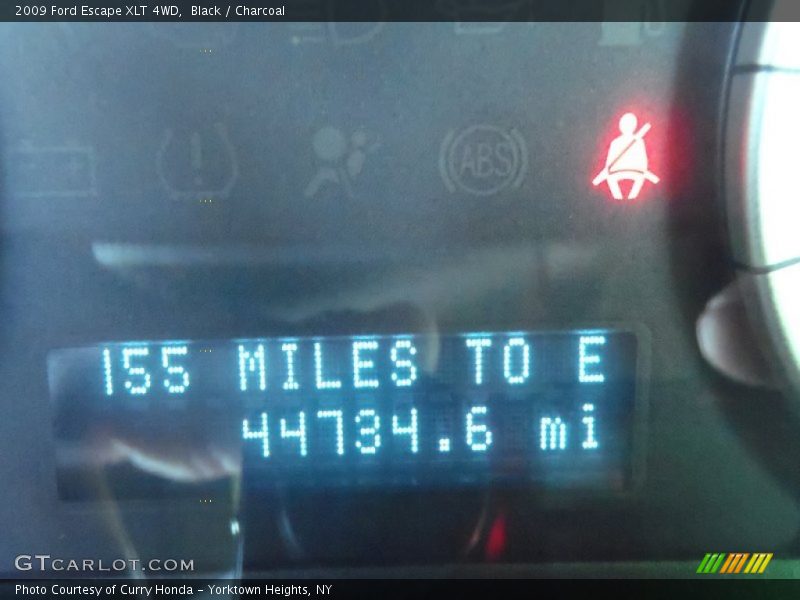 2009 Ford Escape XLT 4WD, Black / Charcoal
ABS
155 MILES TO E
44734.6 mi
GTCARLOT.COM
Photo Courtesy of Curry Honda - Yorktown Heights, NY